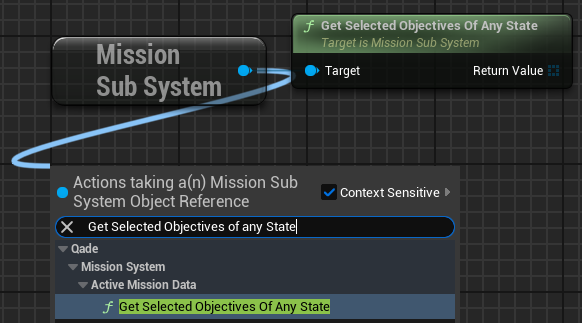 Get Selected Objectives Of Any State
Target is Mission Sub System
Mission
Sub System
Target
Return Value
Actions taking a(n) Mission Sub
System Object Reference
Context Sensitive
Get Selected Objectives of any State
Qade
Mission System
Active Mission Data
Get Selected Objectives Of Any State